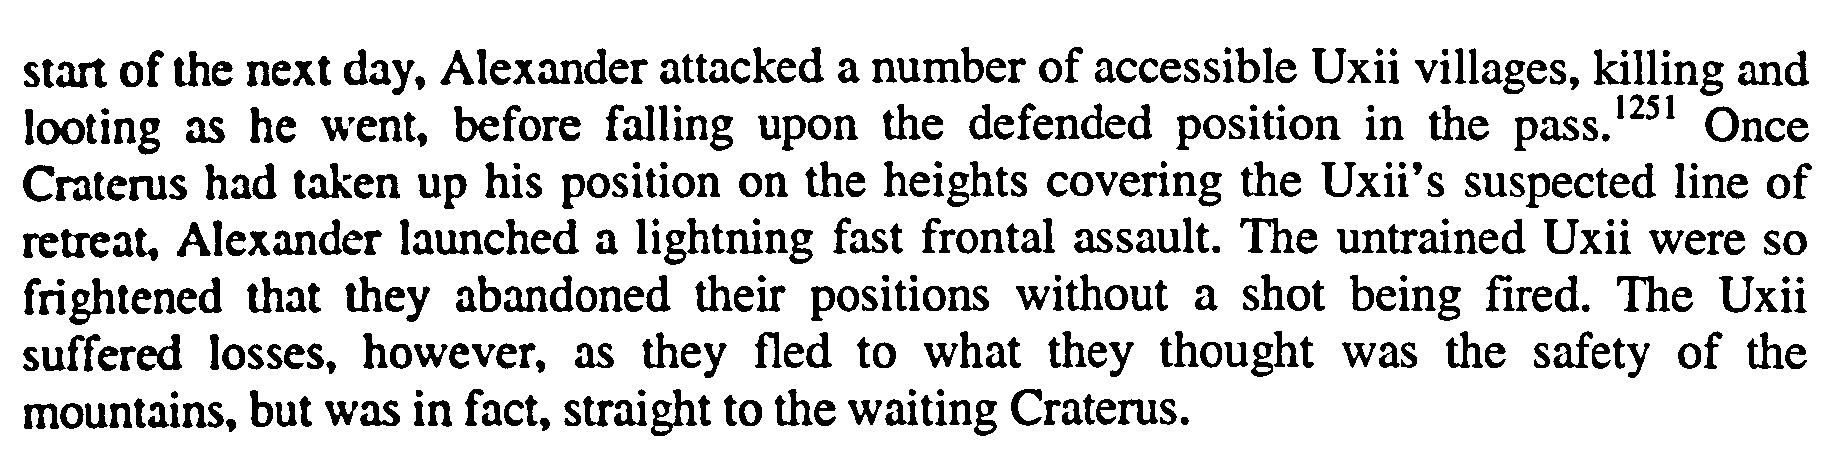 start of the next day, Alexander attacked a number of accessible Uxii villages, killing and
looting as he went, before falling upon the defended position in the pass.1251 Once
Craterus had taken up his position on the heights covering the Uxii's suspected line of
retreat, Alexander launched a lightning fast frontal assault. The untrained Uxii were so
frightened that they abandoned their positions without a shot being fired. The Uxii
suffered losses, however, as they fled to what they thought was the safety of the
mountains, but was in fact, straight to the waiting Craterus.